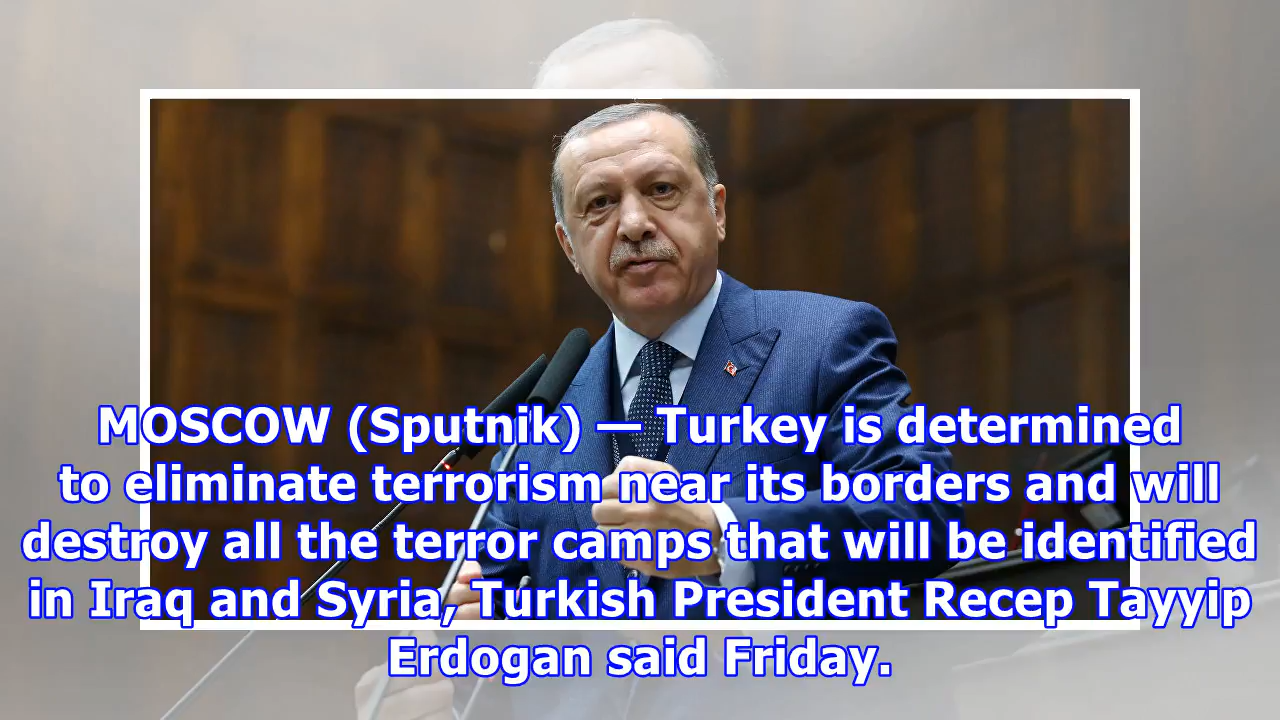 MOSCOW (Sputnik) — Turkey is determined
to eliminate terrorism near its borders and will
destroy all the terror camps that will be identified
in Iraq and Syria, Turkish President Recep Tayyip
Erdogan said Friday.